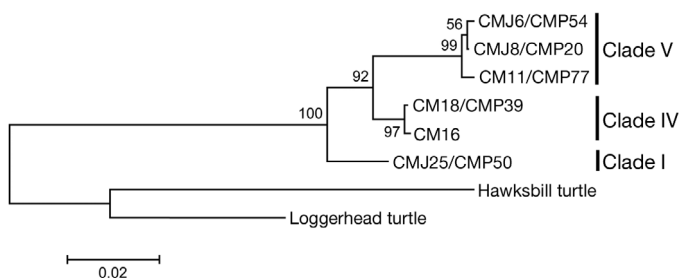 56
CMJ6/CMP54
99
CMJ8/CMP20
Clade V
92
CM11/CMP77
100
CM18/CMP39
Clade IV
97
CM16
CMJ25/CMP50
Clade I
Hawksbill turtle
Loggerhead turtle
0.02